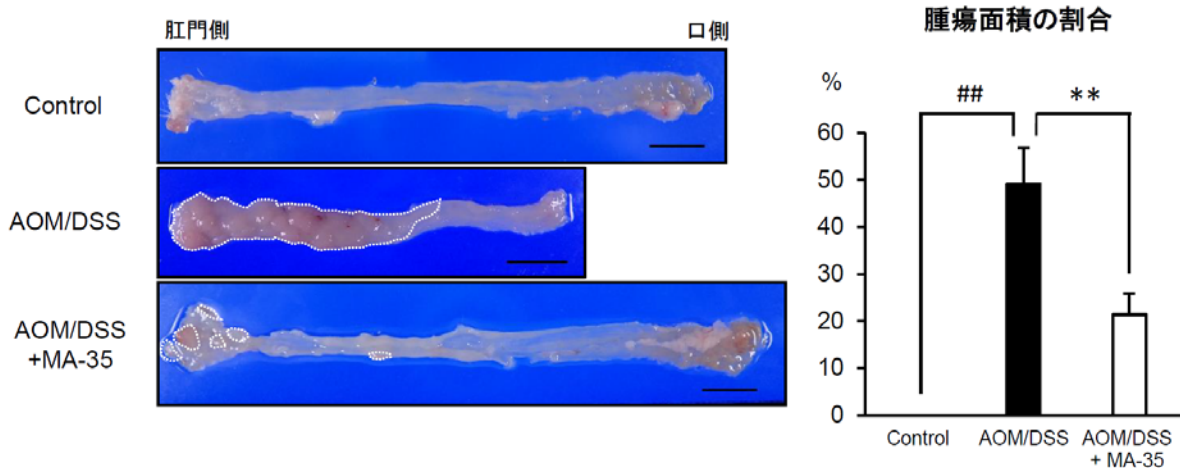 肛門側
口側
Control
AOM/DSS
AOM/DSS
+MA-35
腫瘍面積の割合
%
##
**
60
50
40
30
20
10
0
Control
AOM/DSS
AOM/DSS
+ MA-35